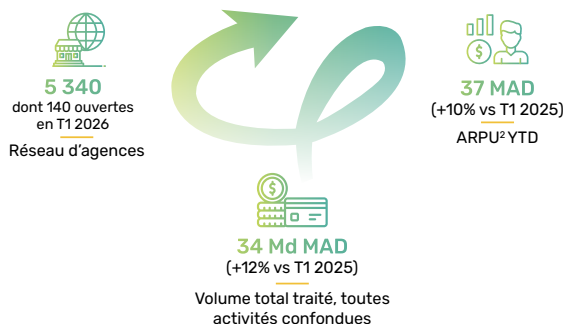 5 340
dont 140 ouvertes
en T1 2026
Réseau d'agences
37 MAD
(+10% vs T1 2025)
ARPU² YTD
34 Md MAD
(+12% vs T1 2025)
Volume total traité, toutes
activités confondues